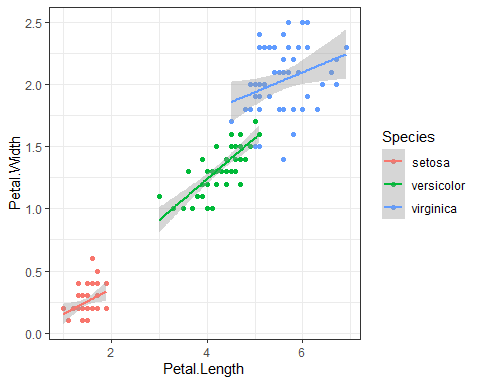 2.5
2.0
1.5
1.0
0.5
0.0
Petal.Width
2
4
6
Petal.Length
Species
setosa
versicolor
virginica